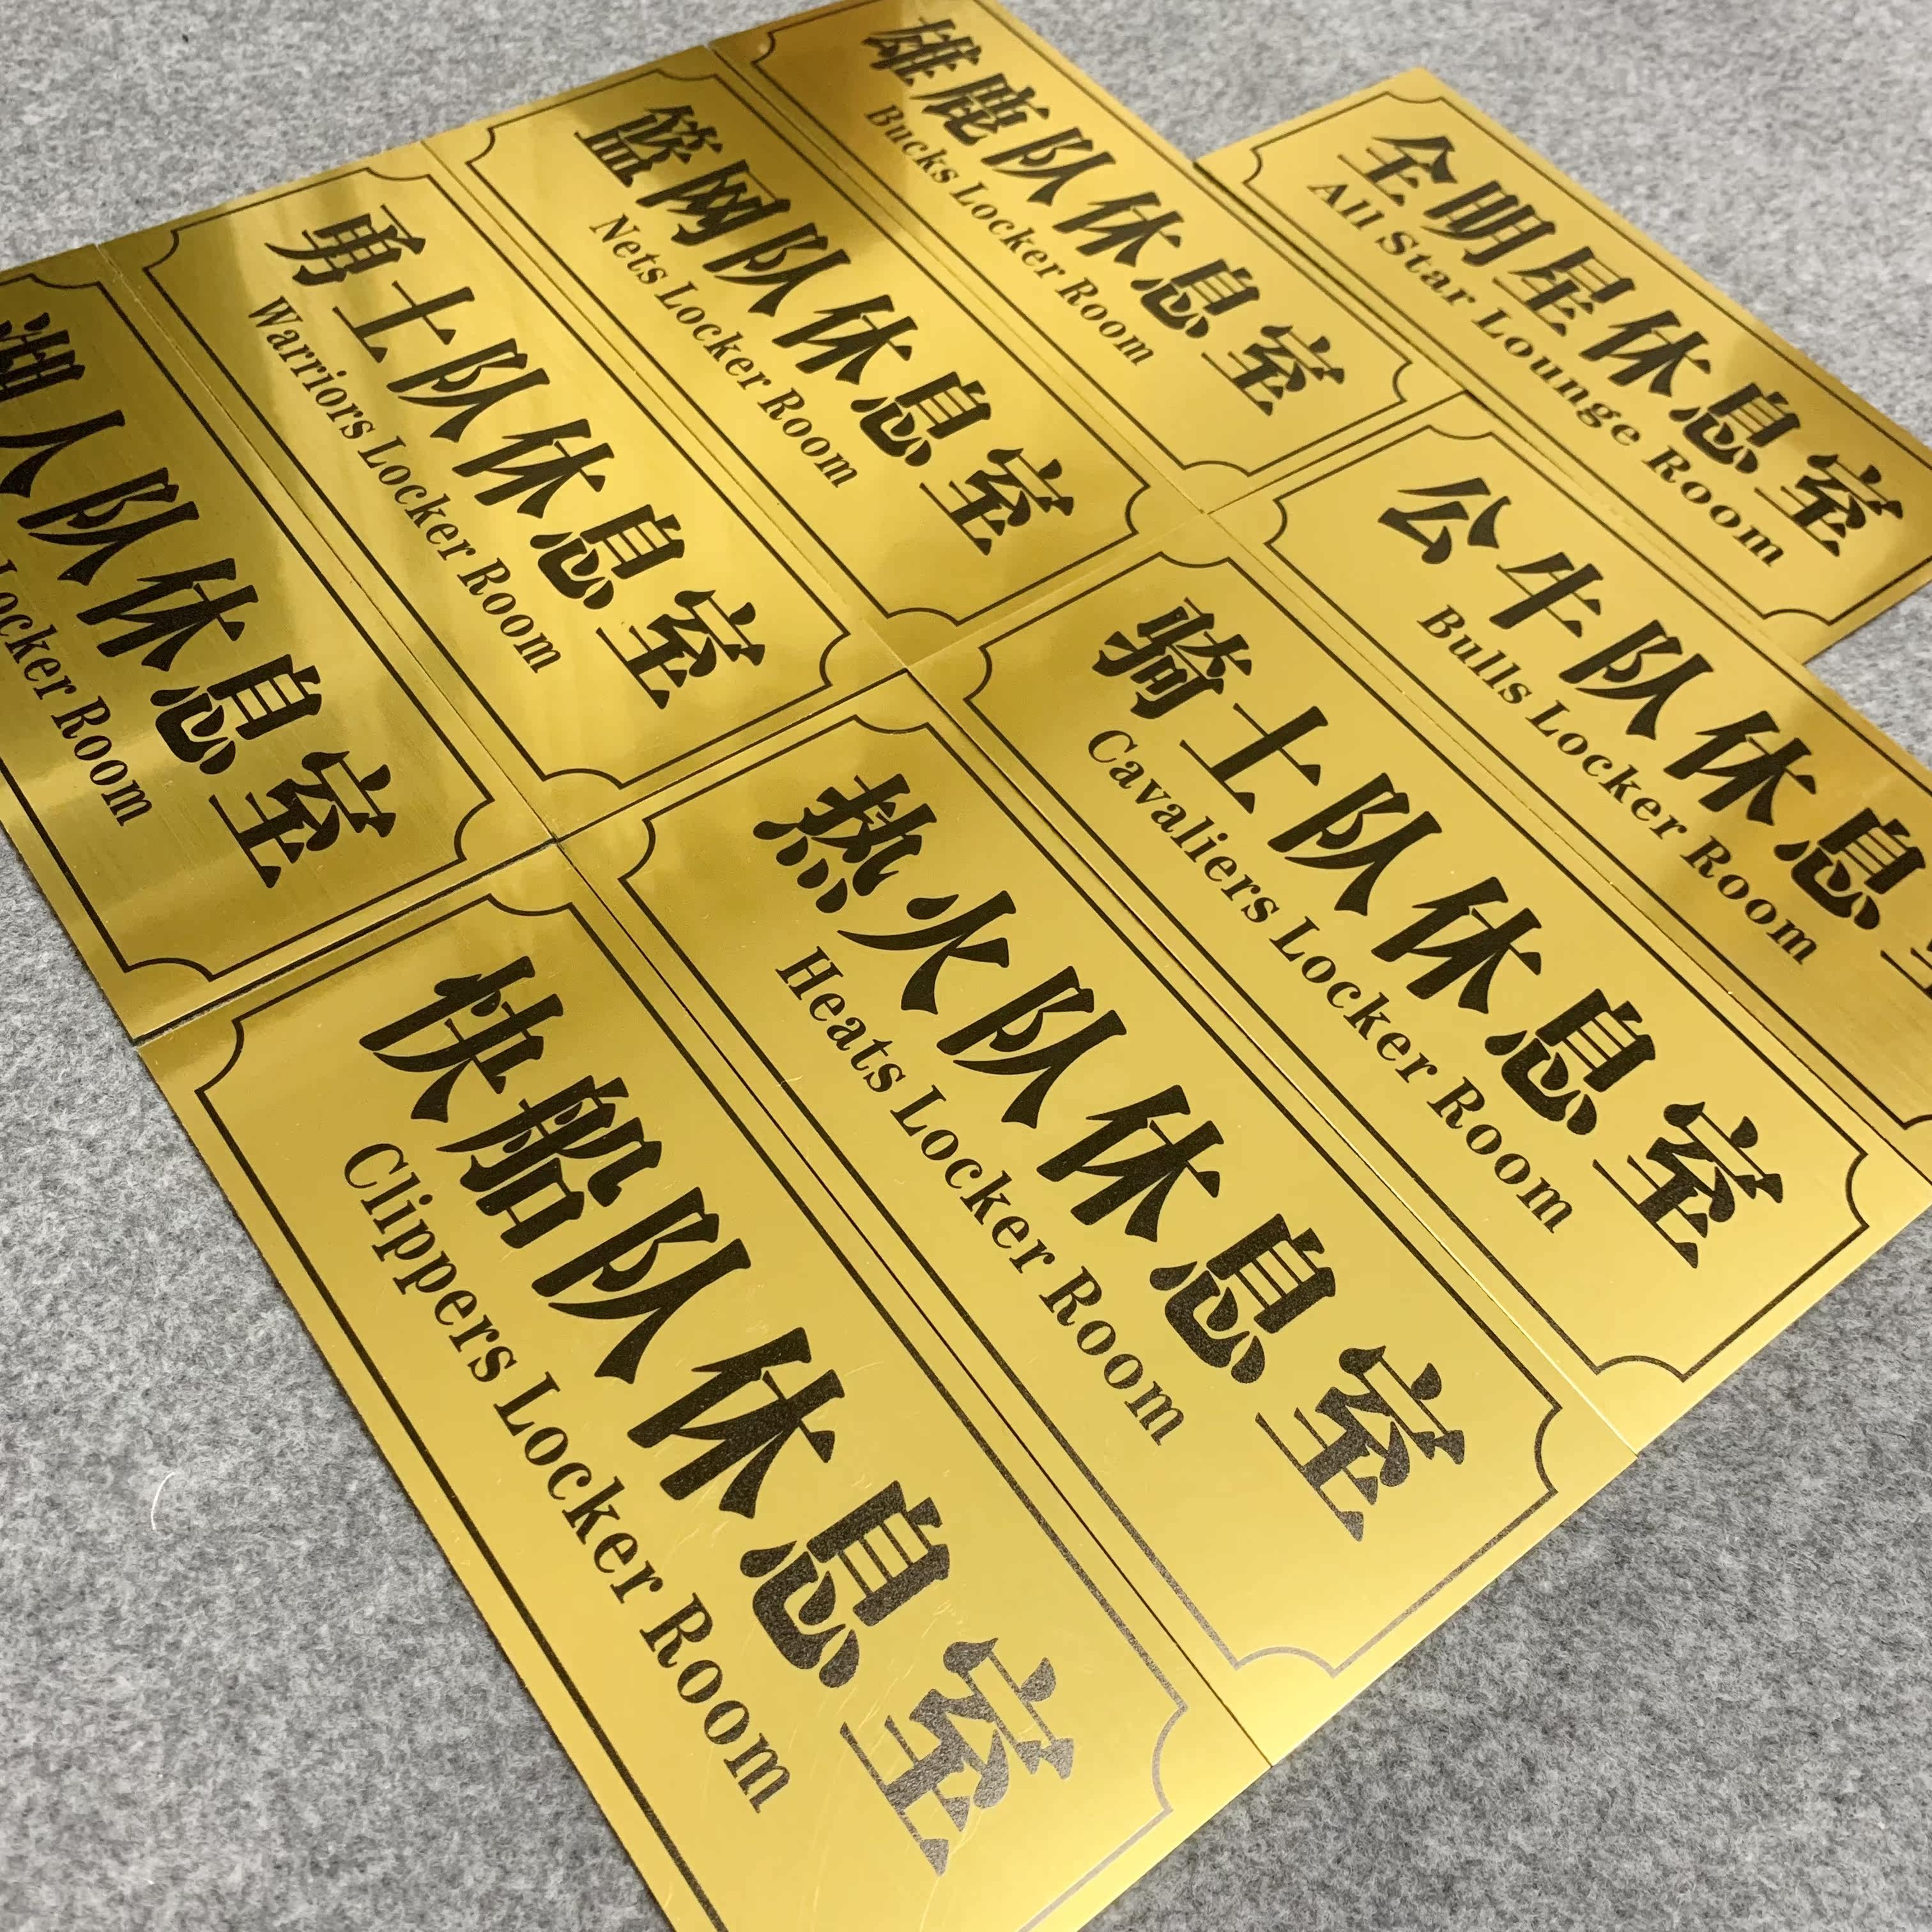 雄鹿队休息室
Bucks Locker Room
全明星休息室
All Star Lounge Room
篮网队休息室
Nets Locker Room
勇士队休息室
Warriors Locker Room
湖人队休息室
Locker Room
公牛队休息室
Bulls Locker Room
骑士队休息室
Cavaliers Locker Room
热火队休息室
Heats Locker Room
快船队休息室
Clippers Locker Room